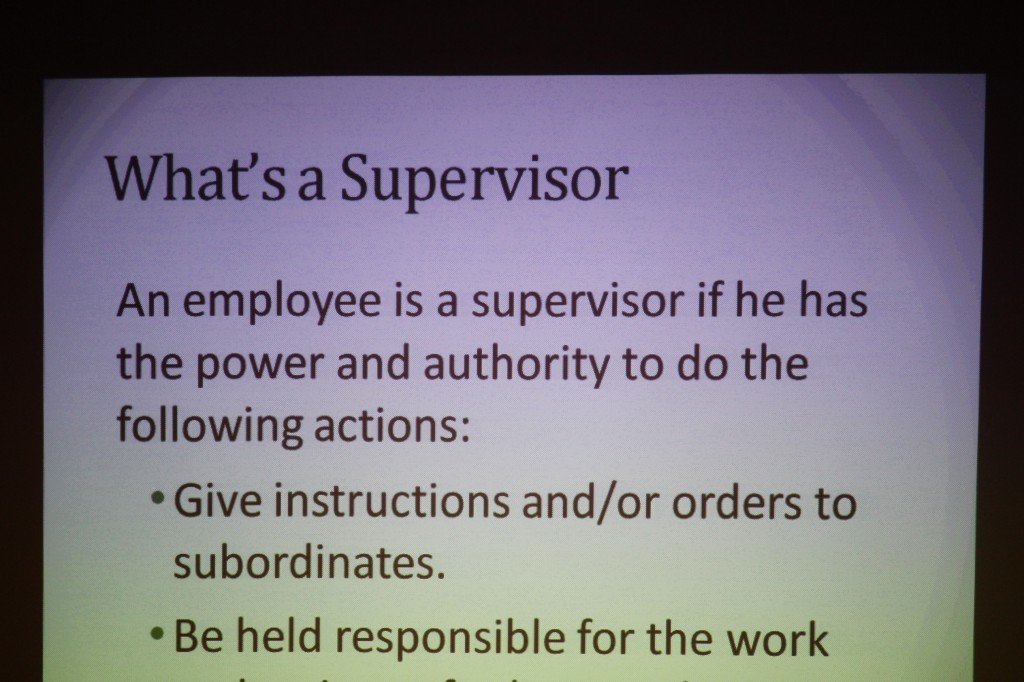 What's a Supervisor
An employee is a supervisor if he has
the power and authority to do the
following actions:
• Give instructions and/or orders to
subordinates.
• Be held responsible for the work